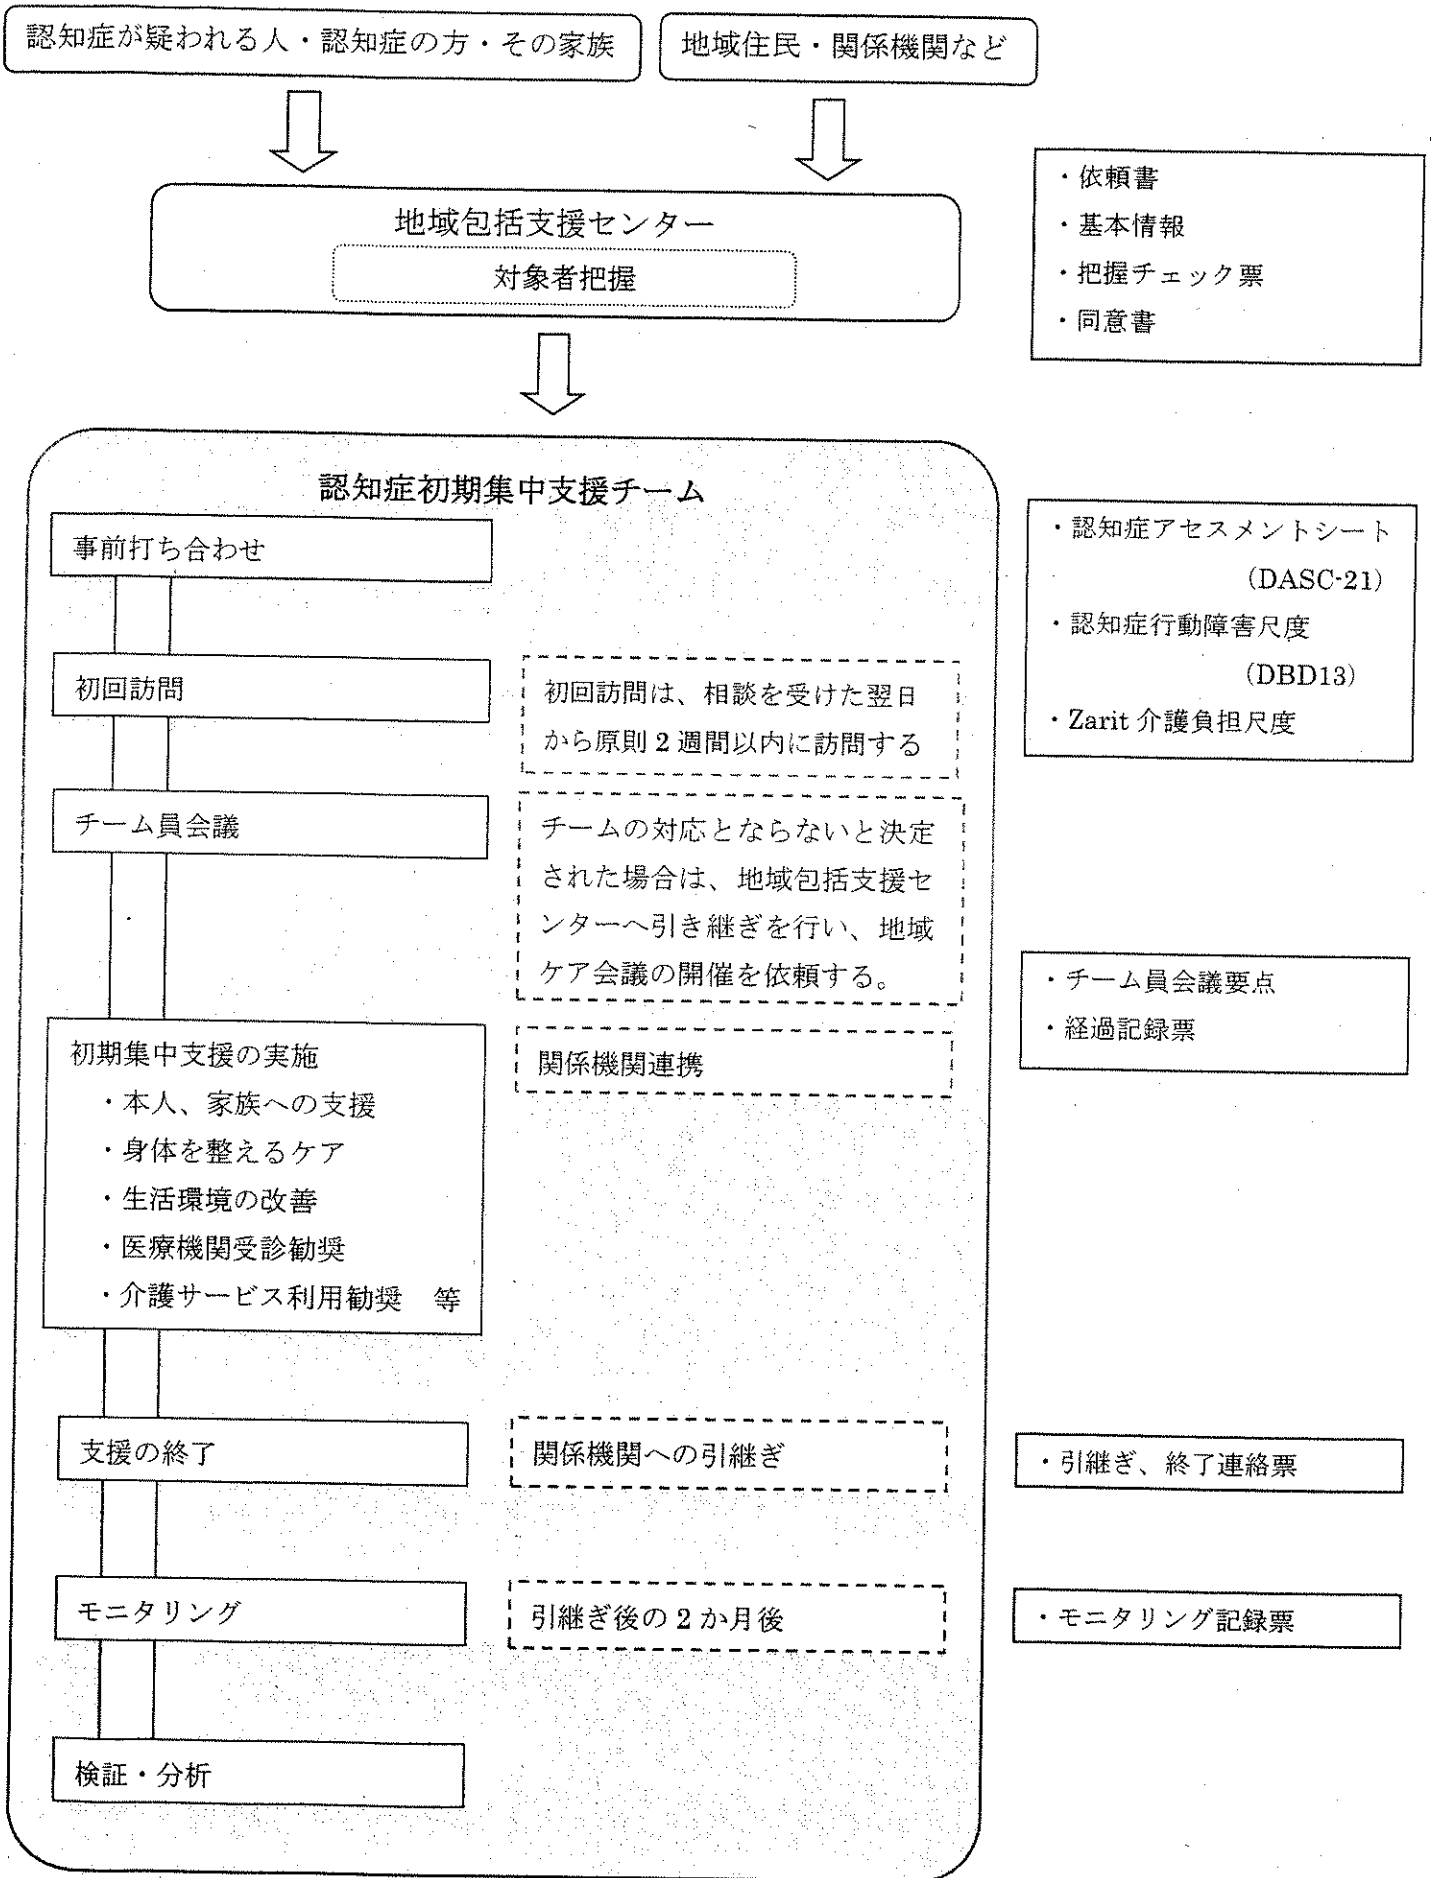 認知症が疑われる人・認知症の方・その家族
地域住民・関係機関など
地域包括支援センター
対象者把握
・依頼書
・基本情報
・把握チェック票
・同意書
認知症初期集中支援チーム
事前打ち合わせ
・認知症アセスメントシート
(DASC-21)
・認知症行動障害尺度
(DBD13)
・Zarit 介護負担尺度
初回訪問
初回訪問は、相談を受けた翌日
から原則 2 週間以内に訪問する
チーム員会議
チームの対応とならないと決定
された場合は、地域包括支援セ
ンターへ引き継ぎを行い、地域
ケア会議の開催を依頼する。
・チーム員会議要点
・経過記録票
初期集中支援の実施
・本人、家族への支援
・身体を整えるケア
・生活環境の改善
・医療機関受診勧奨
・介護サービス利用勧奨　等
関係機関連携
支援の終了
関係機関への引継ぎ
・引継ぎ、終了連絡票
モニタリング
引継ぎ後の 2 か月後
・モニタリング記録票
検証・分析